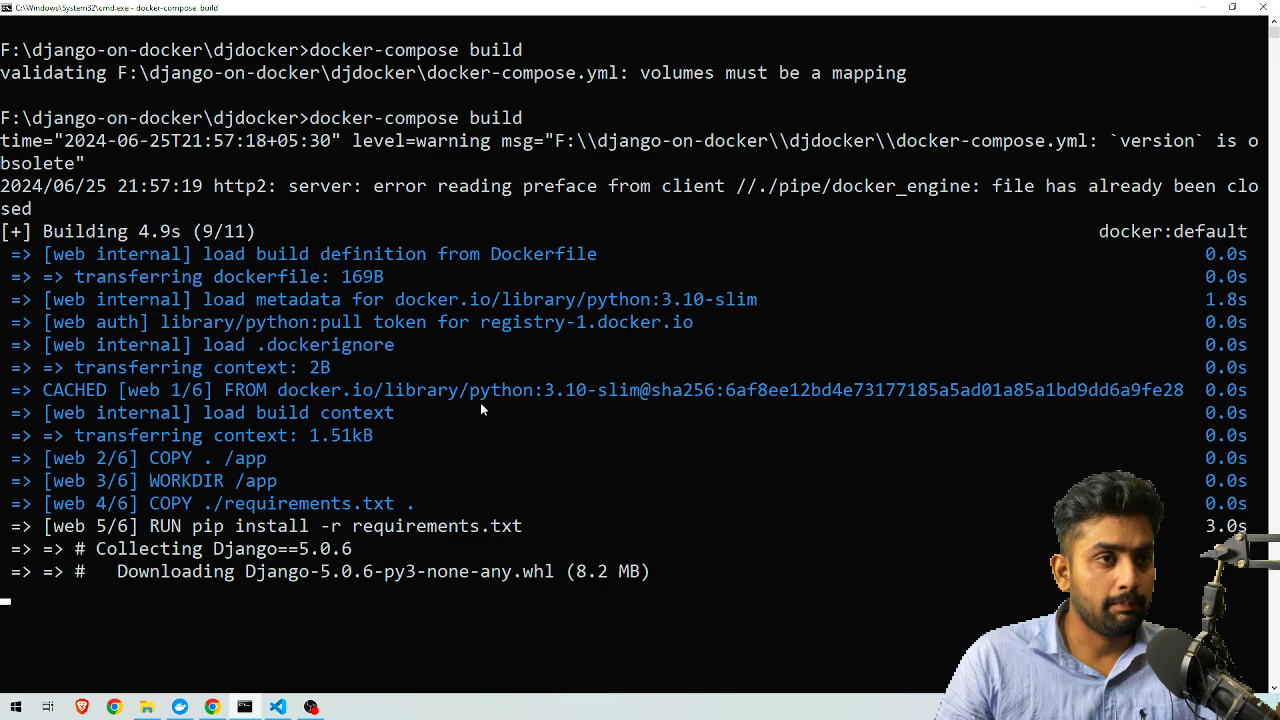 C:\Windows\System32\cmd.exe - docker-compose build
F:\django-on-docker\djdocker>docker-compose build
validating F:\django-on-docker\djdocker\docker-compose.yml: volumes must be a mapping
F:\django-on-docker\djdocker>docker-compose build
time="2024-06-25T21:57:18+05:30" level=warning msg="F:\\django-on-docker\\djdocker\\docker-compose.yml: `version` is o
bsolete"
2024/06/25 21:57:19 http2: server: error reading preface from client //./pipe/docker_engine: file has already been clo
sed
[+] Building 4.9s (9/11) docker:default
=> [web internal] load build definition from Dockerfile 0.0s
=> => transferring dockerfile: 169B 0.0s
=> [web internal] load metadata for docker.io/library/python:3.10-slim 1.8s
=> [web auth] library/python:pull token for registry-1.docker.io 0.0s
=> [web internal] load .dockerignore 0.0s
=> => transferring context: 2B 0.0s
=> CACHED [web 1/6] FROM docker.io/library/python:3.10-slim@sha256:6af8ee12bd4e73177185a5ad01a85a1bd9dd6a9fe28 0.0s
=> [web internal] load build context 0.0s
=> => transferring context: 1.51kB 0.0s
=> [web 2/6] COPY . /app 0.0s
=> [web 3/6] WORKDIR /app 0.0s
=> [web 4/6] COPY ./requirements.txt . 0.0s
=> [web 5/6] RUN pip install -r requirements.txt 3.0s
=> => # Collecting Django==5.0.6
=> => #   Downloading Django-5.0.6-py3-none-any.whl (8.2 MB)